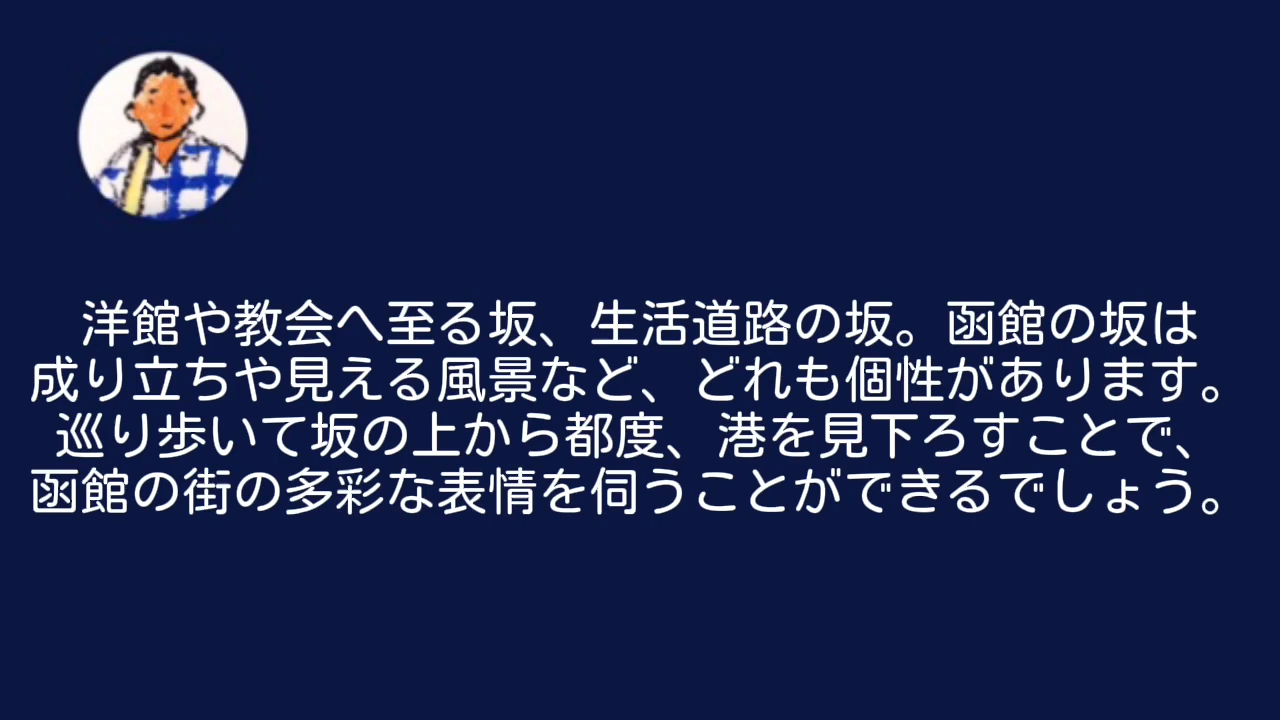 洋館や教会へ至る坂、生活道路の坂。函館の坂は
成り立ちや見える風景など、どれも個性があります。
巡り歩いて坂の上から都度、港を見下ろすことで、
函館の街の多彩な表情を伺うことができるでしょう。